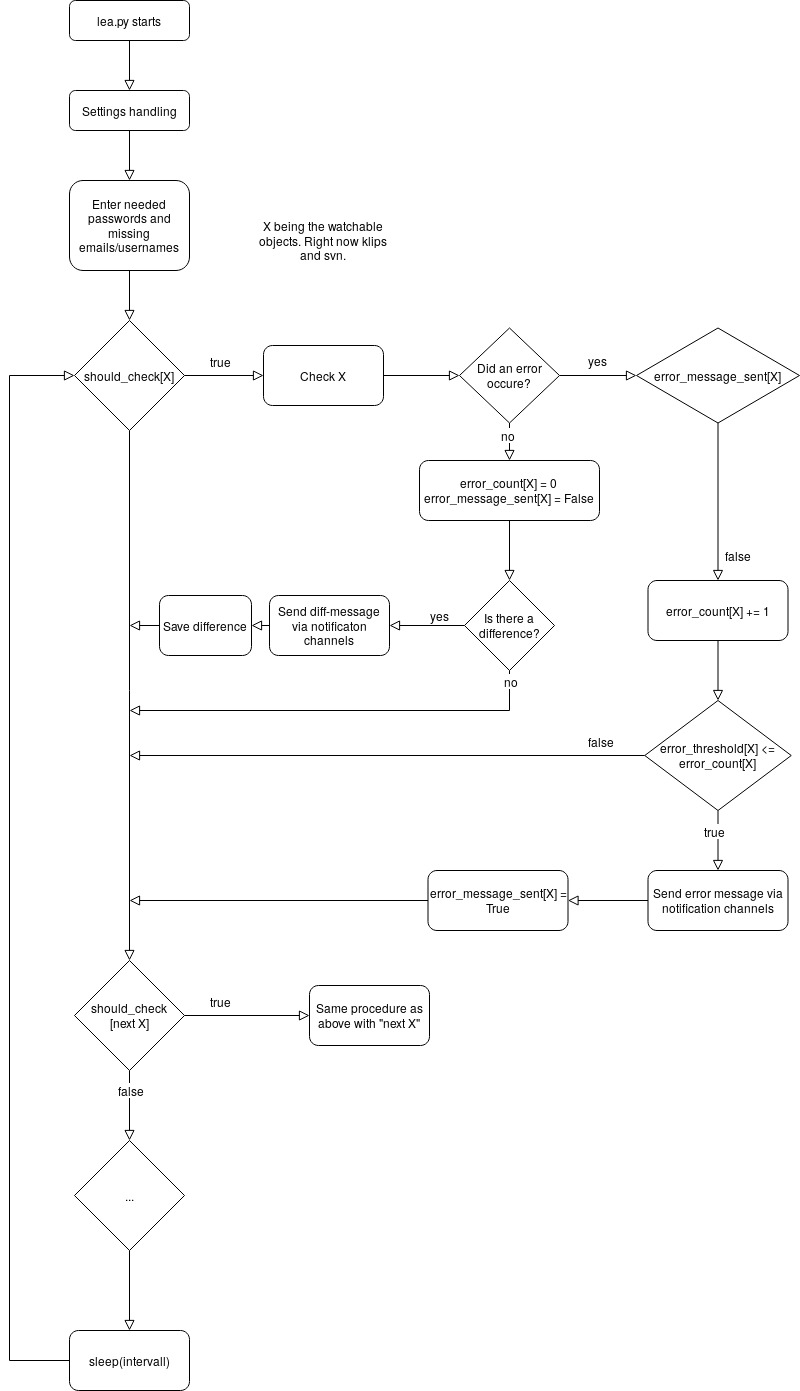 lea.py starts
Settings handling
Enter needed
passwords and
missing
emails/usernames
X being the watchable
objects. Right now klips
and svn.
should_check[X]
true
Check X
Did an error
occure?
yes
error_message_sent[X]
no
error_count[X] = 0
error_message_sent[X] = False
false
error_count[X] += 1
Is there a
difference?
yes
Send diff-message
via notificaton
channels
Save difference
no
false
error_threshold[X] <=
error_count[X]
true
Send error message via
notification channels
error_message_sent[X] =
True
should_check
[next X]
true
Same procedure as
above with "next X"
false
...
sleep(intervall)